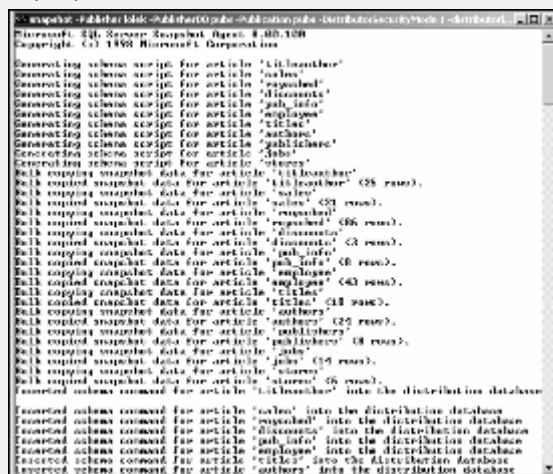 snapshot -Publisher lolek -PublisherDB pubs -Publication pubs -DistributorSecurityMode 1 -distributorl...
Microsoft SQL Server Snapshot Agent 8.00.100
Copyright (c) 1998 Microsoft Corporation
Generating schema script for article 'titleauthor'
Generating schema script for article 'sales'
Generating schema script for article 'roysched'
Generating schema script for article 'discounts'
Generating schema script for article 'pub_info'
Generating schema script for article 'employee'
Generating schema script for article 'titles'
Generating schema script for article 'authors'
Generating schema script for article 'publishers'
Generating schema script for article 'jobs'
Generating schema script for article 'stores'
Bulk copying snapshot data for article 'titleauthor'
Bulk copied snapshot data for article 'titleauthor' (25 rows).
Bulk copying snapshot data for article 'sales'
Bulk copied snapshot data for article 'sales' (21 rows).
Bulk copying snapshot data for article 'roysched'
Bulk copied snapshot data for article 'roysched' (86 rows).
Bulk copying snapshot data for article 'discounts'
Bulk copied snapshot data for article 'discounts' (3 rows).
Bulk copying snapshot data for article 'pub_info'
Bulk copied snapshot data for article 'pub_info' (8 rows).
Bulk copying snapshot data for article 'employee'
Bulk copied snapshot data for article 'employee' (43 rows).
Bulk copying snapshot data for article 'titles'
Bulk copied snapshot data for article 'titles' (18 rows).
Bulk copying snapshot data for article 'authors'
Bulk copied snapshot data for article 'authors' (24 rows).
Bulk copying snapshot data for article 'publishers'
Bulk copied snapshot data for article 'publishers' (8 rows).
Bulk copying snapshot data for article 'jobs'
Bulk copied snapshot data for article 'jobs' (14 rows).
Bulk copying snapshot data for article 'stores'
Bulk copied snapshot data for article 'stores' (6 rows).
Inserted schema command for article 'titleauthor' into the distribution database
Inserted schema command for article 'sales' into the distribution database
Inserted schema command for article 'roysched' into the distribution database
Inserted schema command for article 'discounts' into the distribution database
Inserted schema command for article 'pub_info' into the distribution database
Inserted schema command for article 'employee' into the distribution database
Inserted schema command for article 'titles' into the distribution database
Inserted schema command for article 'authors' into the distribution database